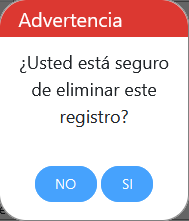 Advertencia
¿Usted está seguro
de eliminar este
registro?
NO SI